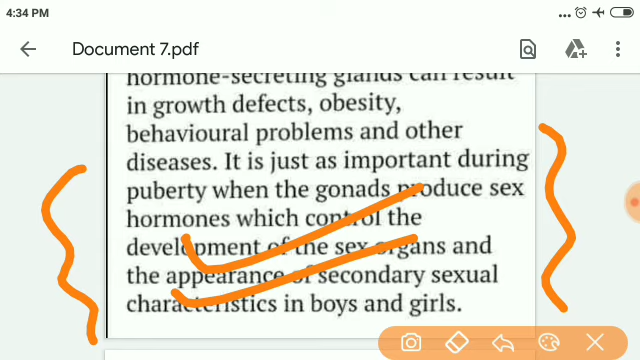 4:34 PM
Document 7.pdf
hormone-secreting glands can result
in growth defects, obesity,
behavioural problems and other
diseases. It is just as important during
puberty when the gonads produce sex
hormones which control the
development of the sex organs and
the appearance of secondary sexual
characteristics in boys and girls.